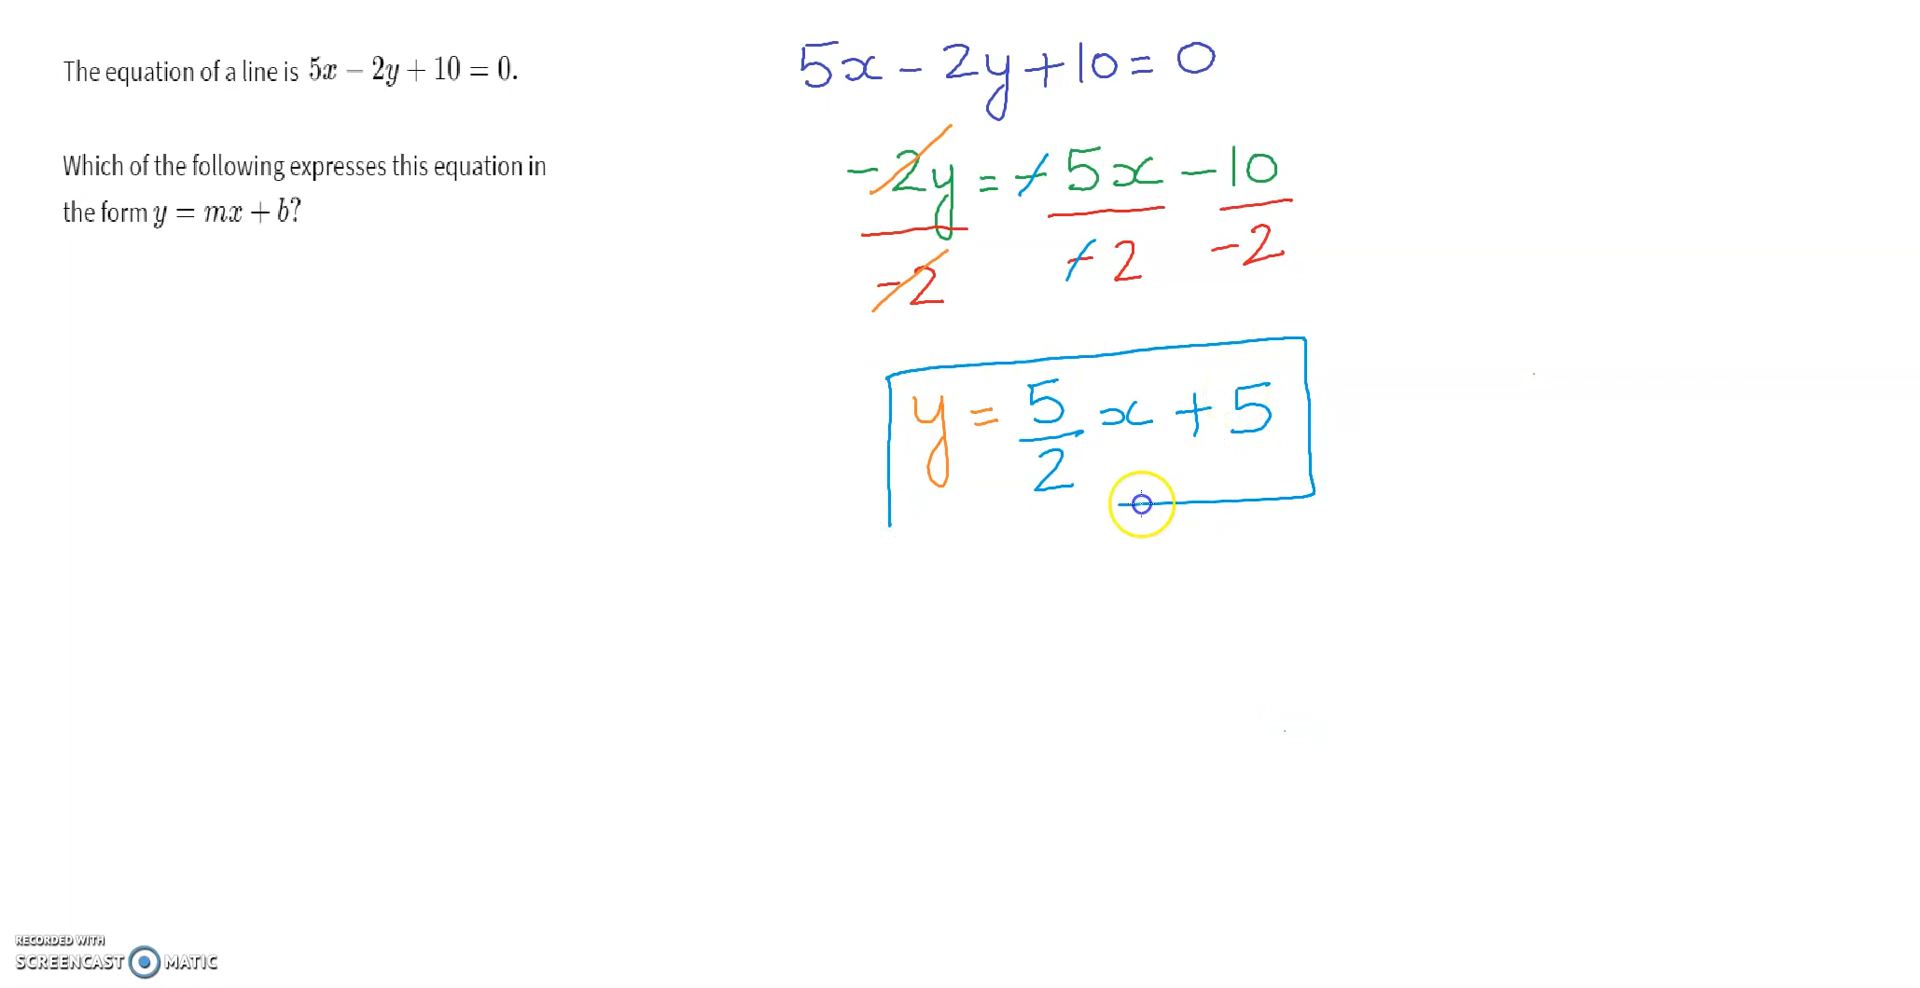 The equation of a line is 5x − 2y + 10 = 0.
Which of the following expresses this equation in
the form y = mx + b?
5x - 2y + 10 = 0
-2y = -5x - 10
-2 -2 -2
y = 5/2 x + 5
RECORDED WITH
SCREENCAST MATIC